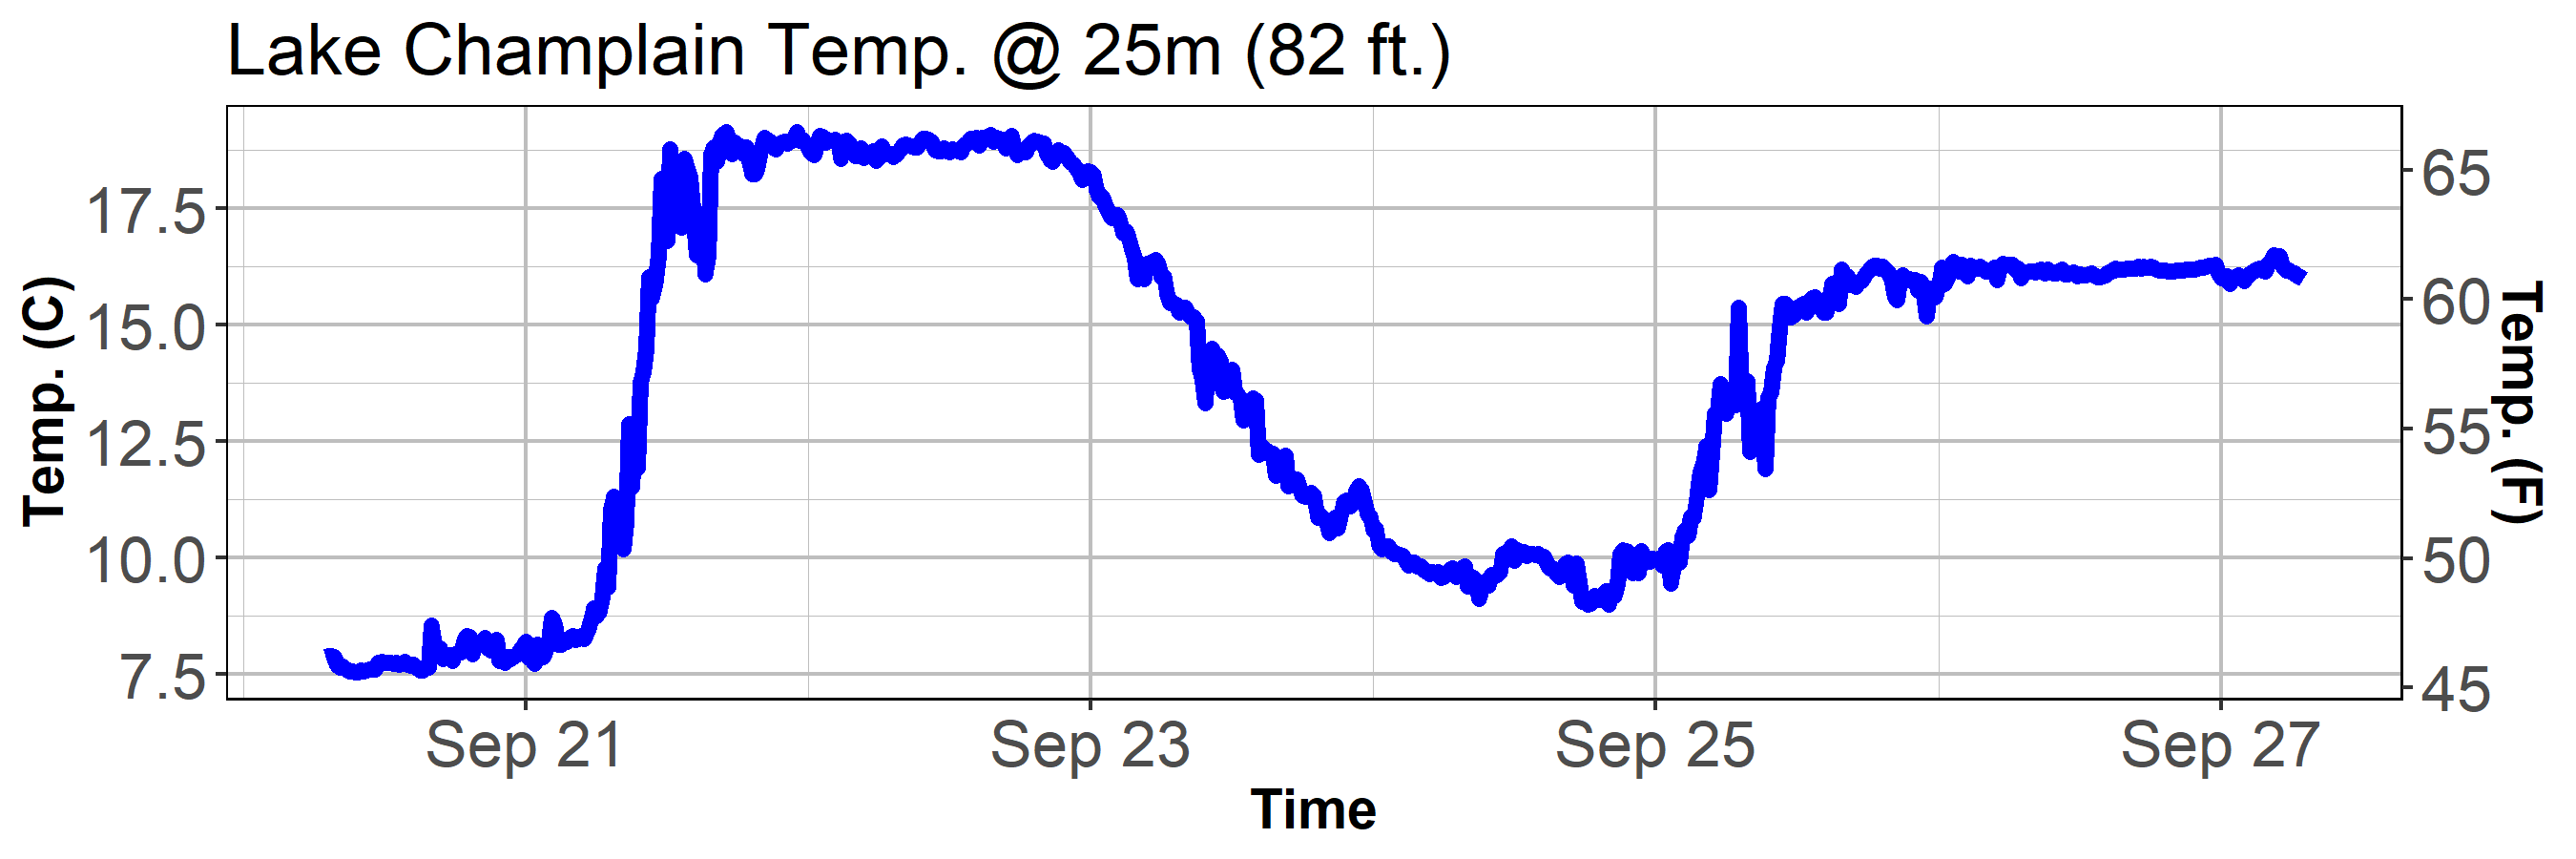 Lake Champlain Temp. @ 25m (82 ft.)
Temp. (C)
17.5
15.0
12.5
10.0
7.5
65
60
55
50
45
Temp. (F)
Sep 21
Sep 23
Sep 25
Sep 27
Time